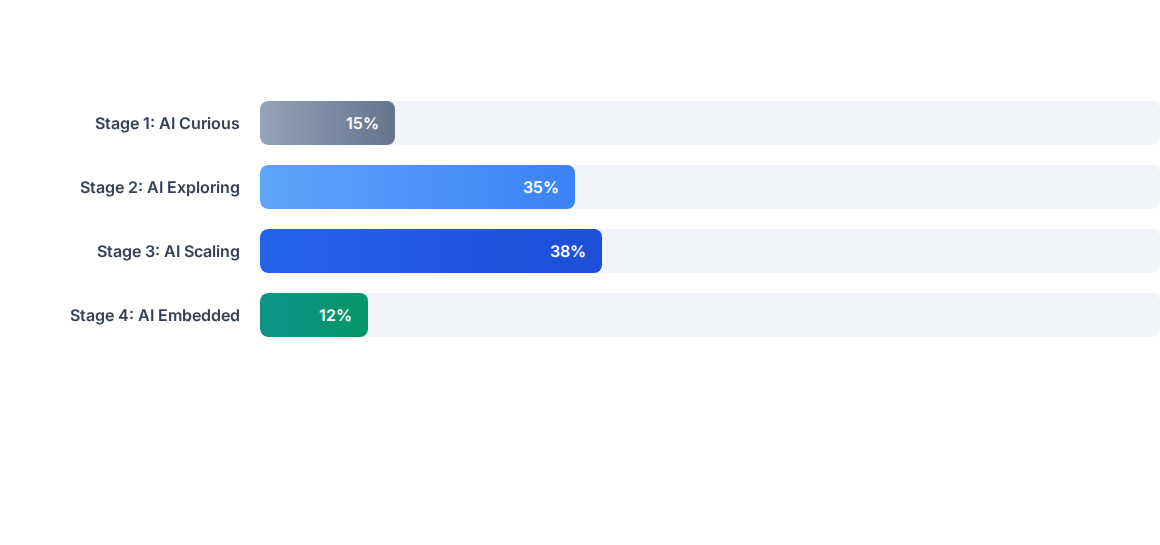 Stage 1: AI Curious 15%
Stage 2: AI Exploring 35%
Stage 3: AI Scaling 38%
Stage 4: AI Embedded 12%